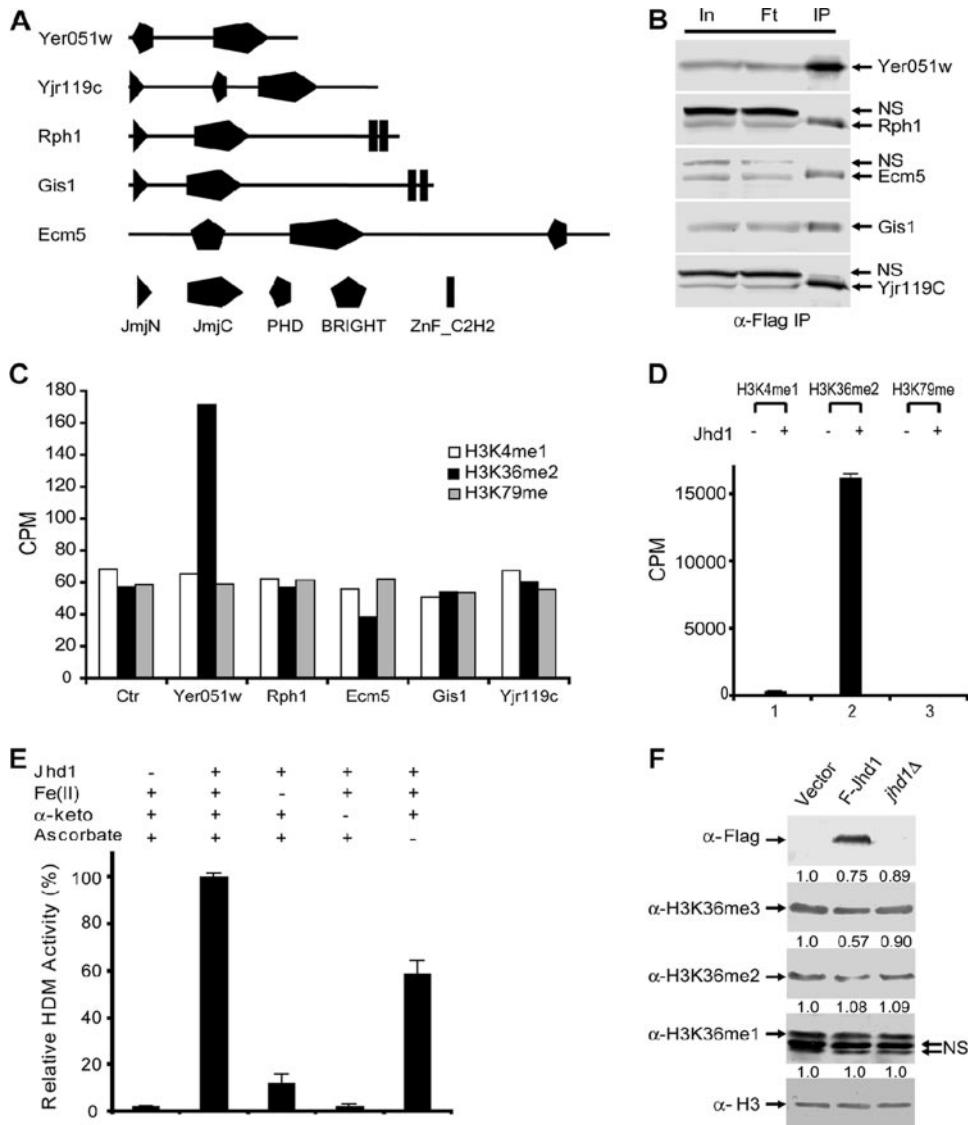 A
Yer051w
Yjr119c
Rph1
Gis1
Ecm5
JmjN JmjC PHD BRIGHT ZnF_C2H2
B
In Ft IP
Yer051w
NS
Rph1
NS
Ecm5
Gis1
NS
Yjr119C
α-Flag IP
C
CPM
180
160
140
120
100
80
60
40
20
0
H3K4me1
H3K36me2
H3K79me
Ctr Yer051w Rph1 Ecm5 Gis1 Yjr119c
D
H3K4me1 H3K36me2 H3K79me
Jhd1 - + - + - +
CPM
15000
10000
5000
0
1 2 3
E
Jhd1 - + + + +
Fe(II) + + - + +
α-keto + + + - +
Ascorbate + + + + -
Relative HDM Activity (%)
100
80
60
40
20
0
F
Vector F-Jhd1 jhd1Δ
α-Flag
1.0 0.75 0.89
α-H3K36me3
1.0 0.57 0.90
α-H3K36me2
1.0 1.08 1.09
α-H3K36me1
NS
1.0 1.0 1.0
α- H3